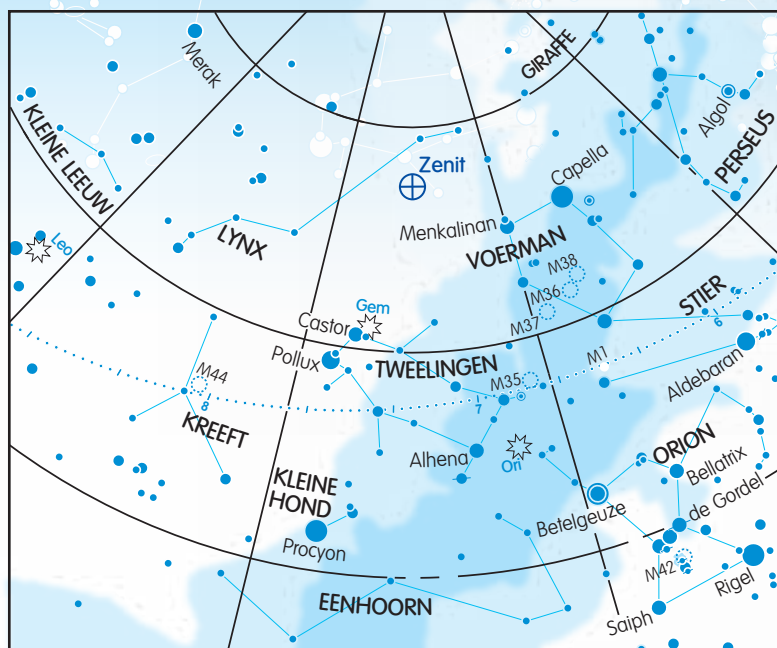 GIRAFFE
Merak
Algol
PERSEUS
KLEINE LEEUW
Zenit
Capella
Leo
LYNX
Menkalinan
VOERMAN
M38
M36
M37
STIER
6
Gem
Castor
Pollux
TWEELINGEN
M44
8
M35
7
M1
Aldebaran
KREEFT
Alhena
Ori
ORION
Bellatrix
de Gordel
KLEINE
HOND
Procyon
Betelgeuze
M42
Rigel
EENHOORN
Saiph